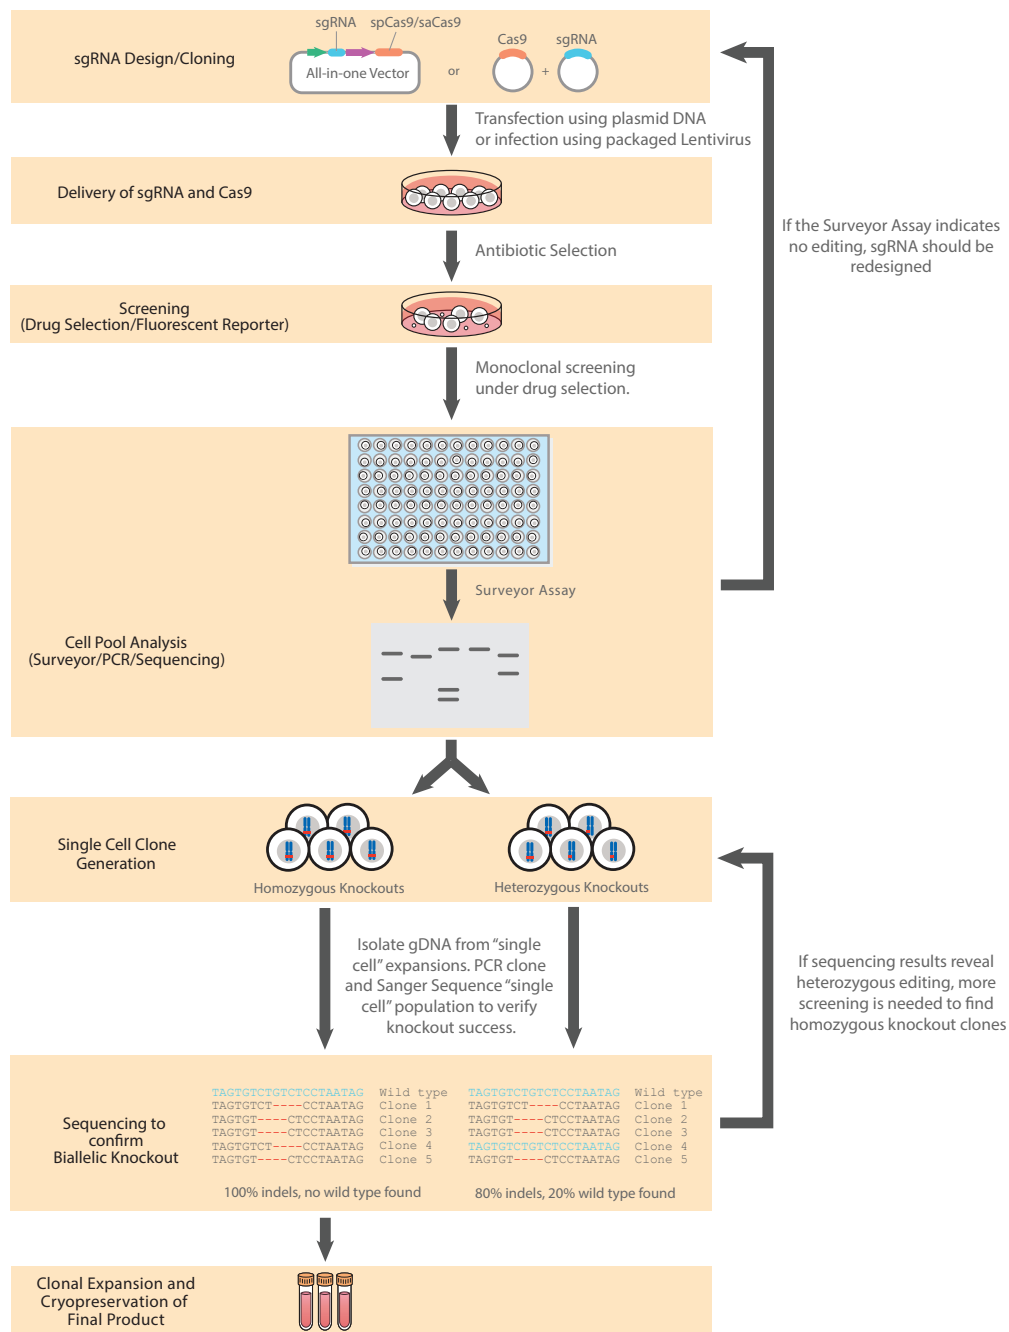 sgRNA spCas9/saCas9
sgRNA Design/Cloning
All-in-one Vector
or
Cas9
+
sgRNA
Transfection using plasmid DNA
or infection using packaged Lentivirus
Delivery of sgRNA and Cas9
If the Surveyor Assay indicates
no editing, sgRNA should be
redesigned
Antibiotic Selection
Screening
(Drug Selection/Fluorescent Reporter)
Monoclonal screening
under drug selection.
Surveyor Assay
Cell Pool Analysis
(Surveyor/PCR/Sequencing)
Single Cell Clone
Generation
Homozygous Knockouts
Heterozygous Knockouts
Isolate gDNA from “single
cell” expansions. PCR clone
and Sanger Sequence “single
cell” population to verify
knockout success.
If sequencing results reveal
heterozygous editing, more
screening is needed to find
homozygous knockout clones
Sequencing to
confirm
Biallelic Knockout
TAGTGTCTGTCTCCTAATAG Wild type
TAGTGTCT----CCTAATAG Clone 1
TAGTGT----CTCCTAATAG Clone 2
TAGTGT----CTCCTAATAG Clone 3
TAGTGTCT----CCTAATAG Clone 4
TAGTGT----CTCCTAATAG Clone 5
100% indels, no wild type found
TAGTGTCTGTCTCCTAATAG Wild type
TAGTGTCT----CCTAATAG Clone 1
TAGTGT----CTCCTAATAG Clone 2
TAGTGT----CTCCTAATAG Clone 3
TAGTGTCTGTCTCCTAATAG Clone 4
TAGTGT----CTCCTAATAG Clone 5
80% indels, 20% wild type found
Clonal Expansion and
Cryopreservation of
Final Product